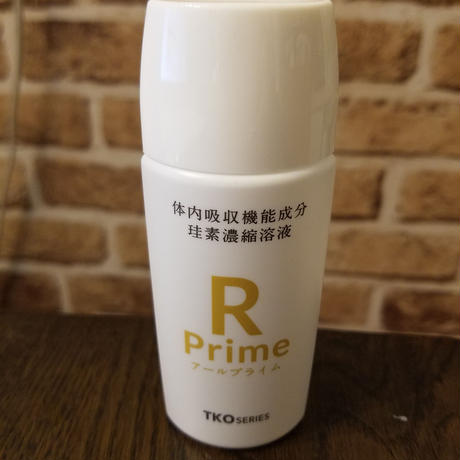 体内吸収機能成分
珪素濃縮溶液
R
Prime
アールプライム
TKO SERIES